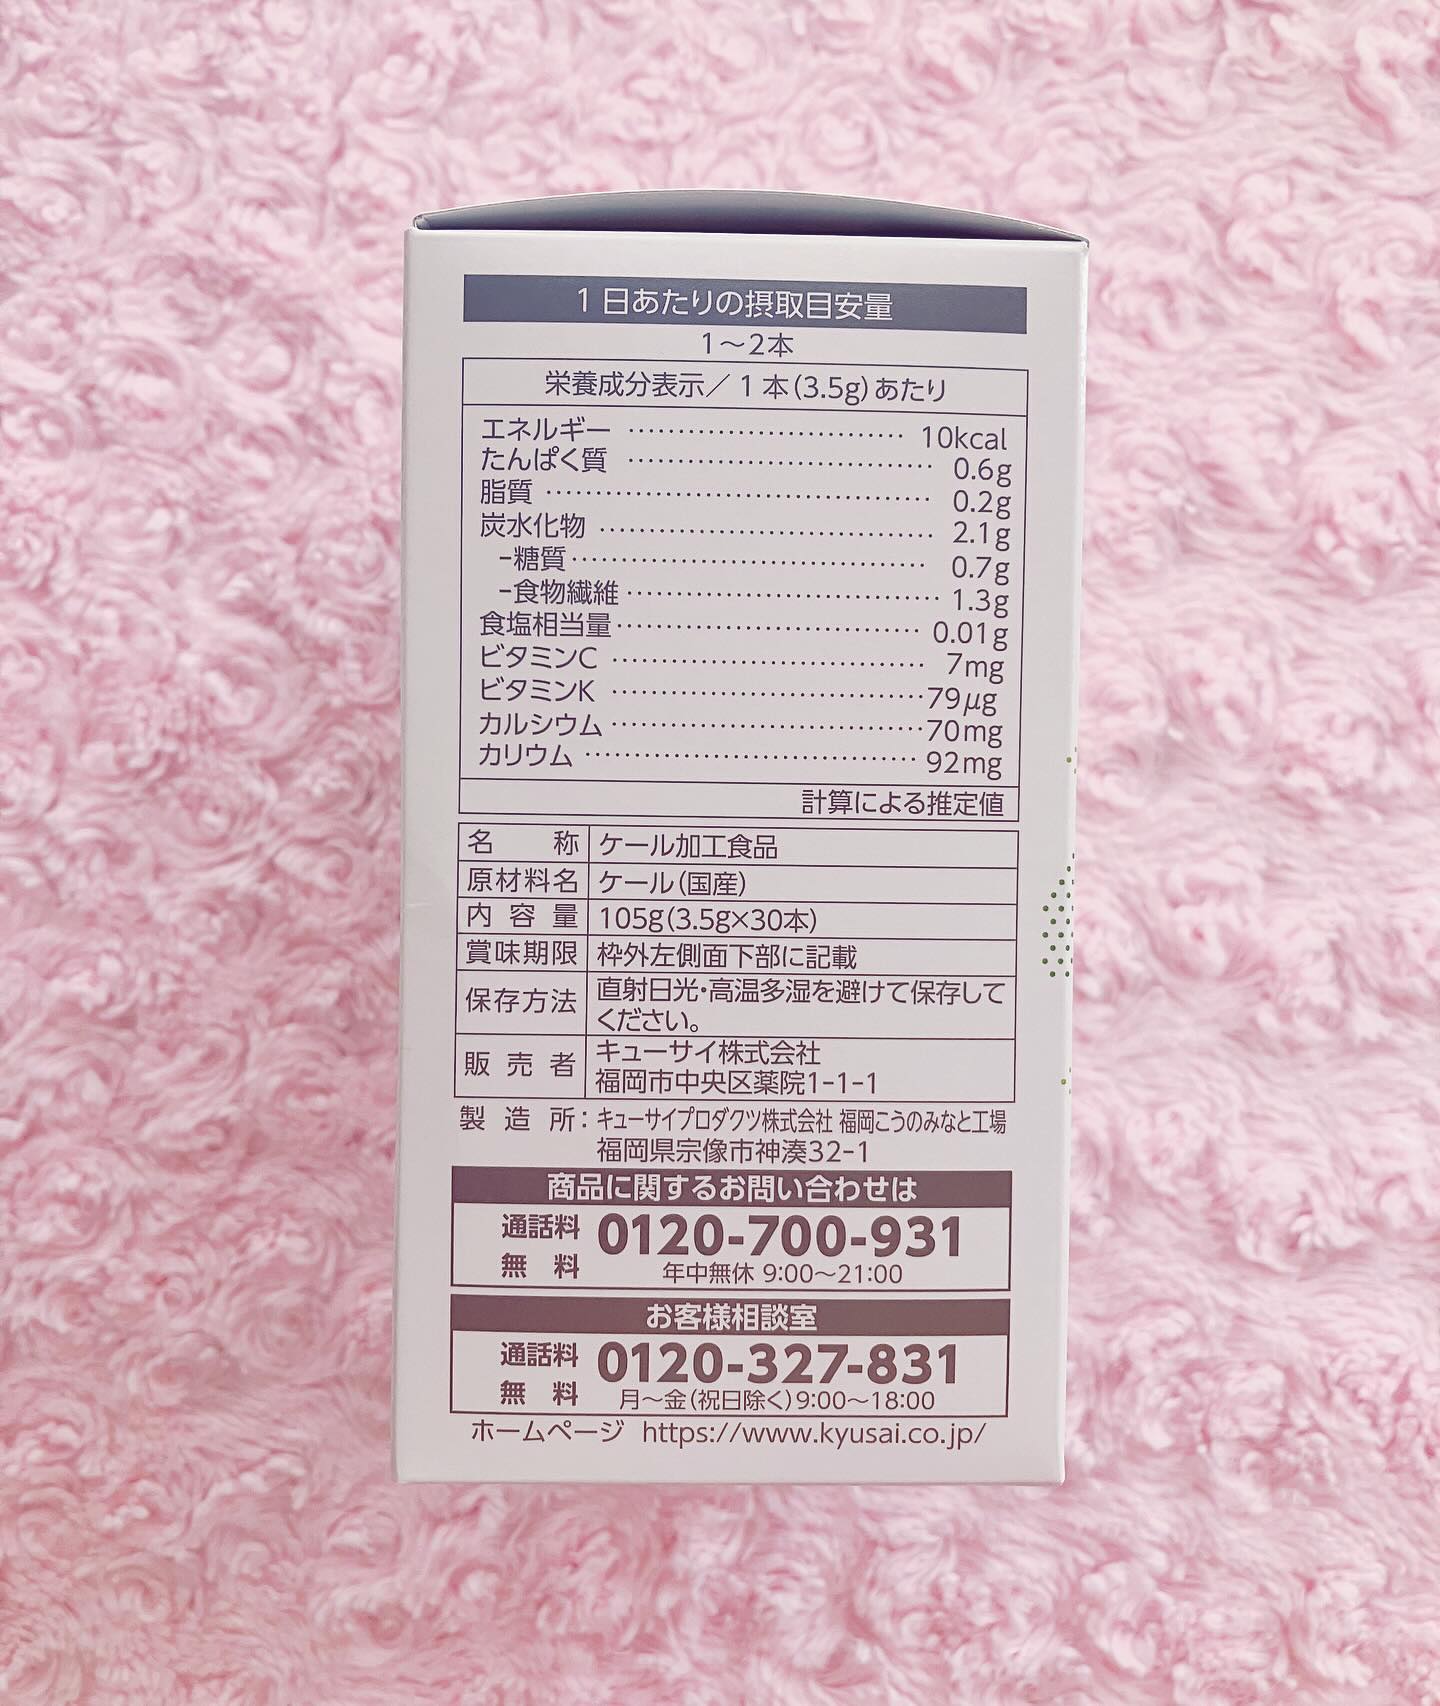 1日あたりの摂取目安量
1～2本
栄養成分表示／1本(3.5g)あたり
エネルギー ………………………… 10kcal
たんぱく質 ………………………… 0.6g
脂質 ………………………… 0.2g
炭水化物 ………………………… 2.1g
-糖質 ………………………… 0.7g
-食物繊維 ………………………… 1.3g
食塩相当量 ………………………… 0.01g
ビタミンC ………………………… 7mg
ビタミンK ………………………… 79μg
カルシウム ………………………… 70mg
カリウム ………………………… 92mg
計算による推定値
名称 ケール加工食品
原材料名 ケール(国産)
内容量 105g(3.5g×30本)
賞味期限 枠外左側面下部に記載
保存方法 直射日光・高温多湿を避けて保存して
ください。
販売者 キューサイ株式会社
福岡市中央区薬院1-1-1
製造所：キューサイプロダクツ株式会社 福岡こうのみなと工場
福岡県宗像市神湊32-1
商品に関するお問い合わせは
通話料無料 0120-700-931
年中無休 9:00～21:00
お客様相談室
通話料無料 0120-327-831
月～金(祝日除く)9:00～18:00
ホームページ https://www.kyusai.co.jp/